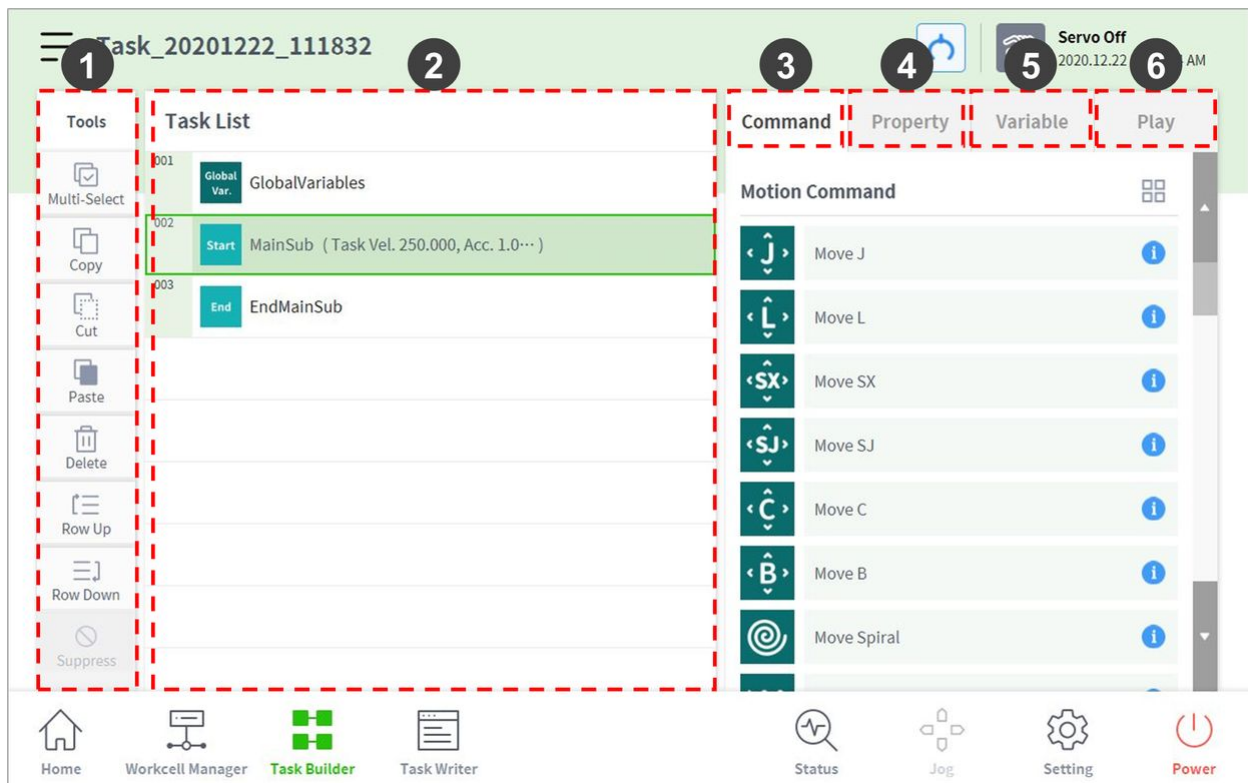 Task_20201222_111832
Servo Off
2020.12.22 AM
1
2
3
4
5
6
Tools
Multi-Select
Copy
Cut
Paste
Delete
Row Up
Row Down
Suppress
Task List
001
Global Var.
GlobalVariables
002
Start
MainSub ( Task Vel. 250.000, Acc. 1.0··· )
003
End
EndMainSub
Command
Property
Variable
Play
Motion Command
J
Move J
i
L
Move L
i
SX
Move SX
i
SJ
Move SJ
i
C
Move C
i
B
Move B
i
Move Spiral
i
Home
Workcell Manager
Task Builder
Task Writer
Status
Jog
Setting
Power